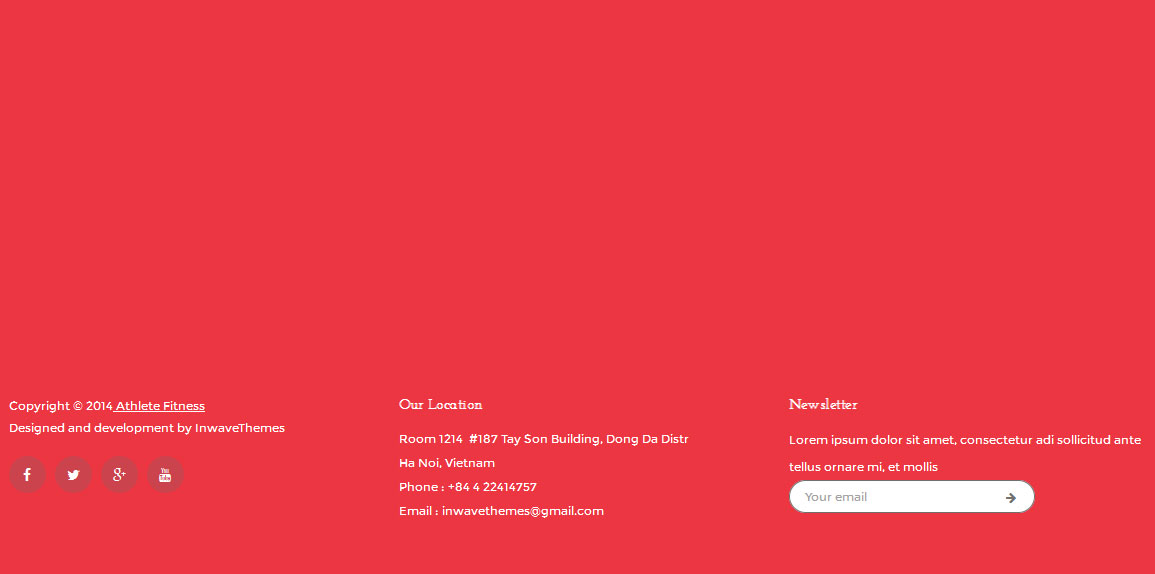 Copyright © 2014 Athlete Fitness
Designed and development by InwaveThemes
Our Location
Room 1214  #187 Tay Son Building, Dong Da Distr
Ha Noi, Vietnam
Phone : +84 4 22414757
Email : inwavethemes@gmail.com
Newsletter
Lorem ipsum dolor sit amet, consectetur adi sollicitud ante
tellus ornare mi, et mollis
Your email